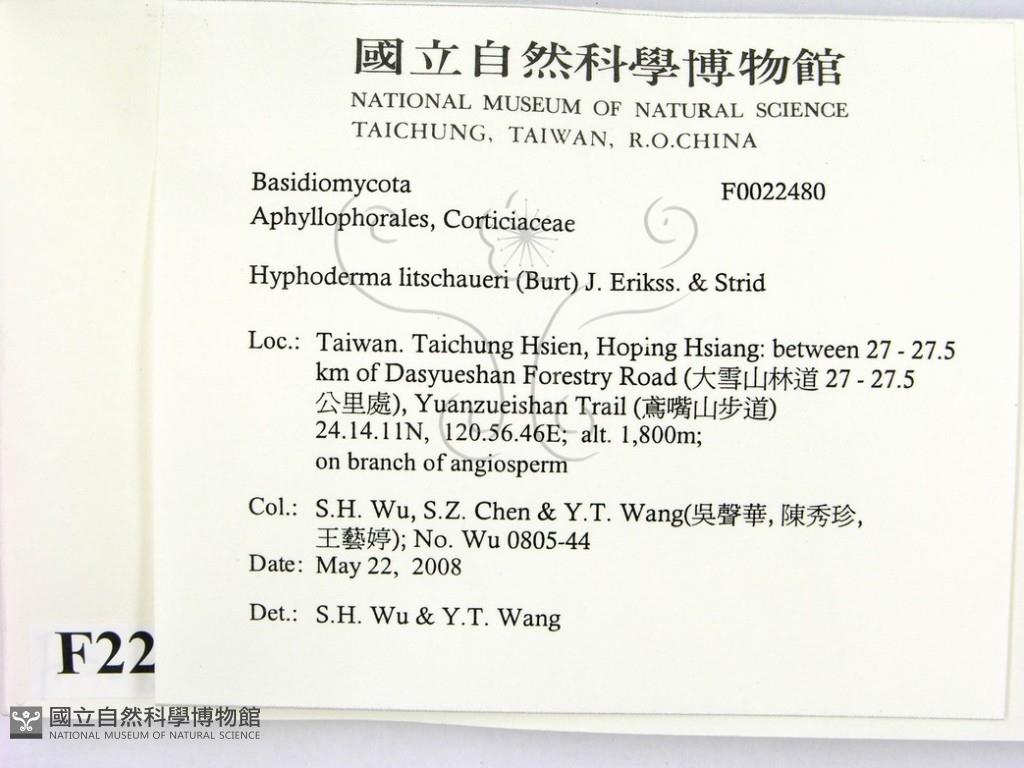 國立自然科學博物館
NATIONAL MUSEUM OF NATURAL SCIENCE
TAICHUNG, TAIWAN, R.O.CHINA
Basidiomycota F0022480
Aphyllophorales, Corticiaceae
Hyphoderma litschaueri (Burt) J. Erikss. & Strid
Loc.: Taiwan. Taichung Hsien, Hoping Hsiang: between 27 - 27.5
km of Dasyueshan Forestry Road (大雪山林道 27 - 27.5
公里處), Yuanzueishan Trail (鳶嘴山步道)
24.14.11N, 120.56.46E; alt. 1,800m;
on branch of angiosperm
Col.: S.H. Wu, S.Z. Chen & Y.T. Wang(吳聲華, 陳秀珍,
王藝婷); No. Wu 0805-44
Date: May 22, 2008
Det.: S.H. Wu & Y.T. Wang
F22
國立自然科學博物館
NATIONAL MUSEUM OF NATURAL SCIENCE